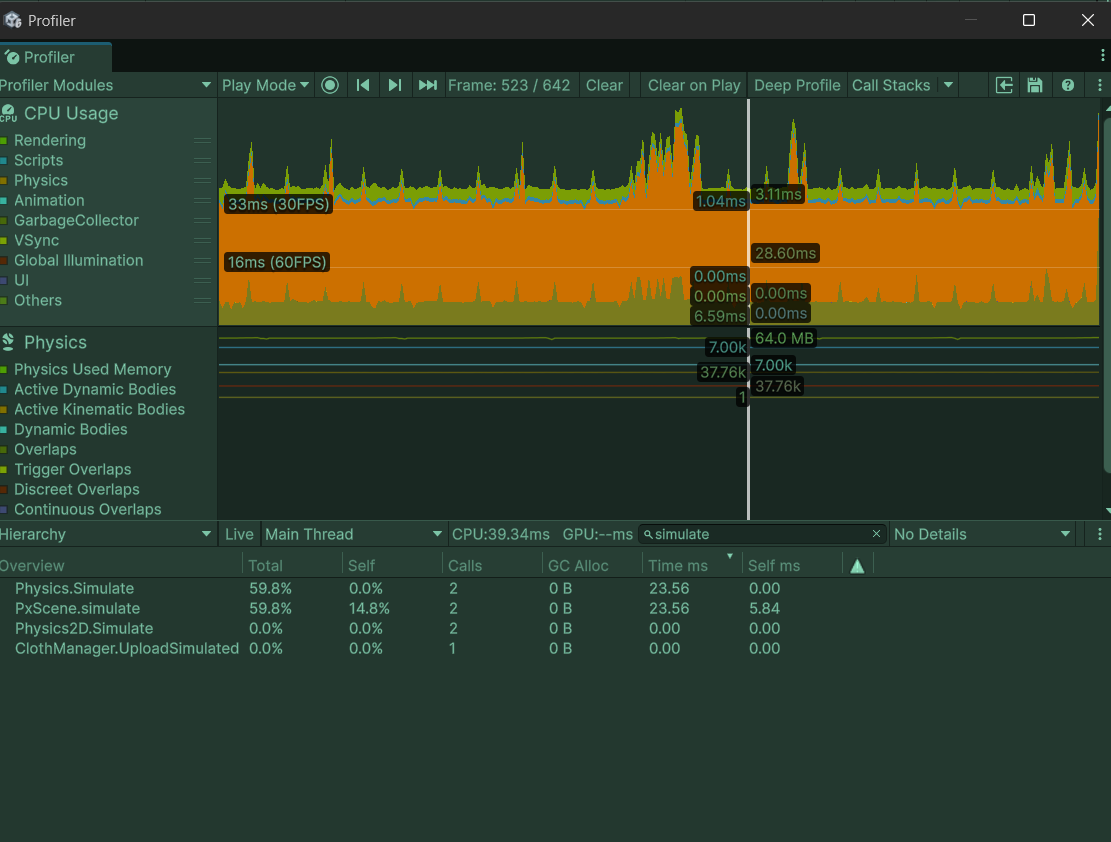 Profiler
Profiler
Profiler Modules Play Mode Frame: 523 / 642 Clear Clear on Play Deep Profile Call Stacks
CPU
CPU Usage
Rendering
Scripts
Physics
Animation
GarbageCollector
VSync
Global Illumination
UI
Others
33ms (30FPS)
16ms (60FPS)
1.04ms
3.11ms
28.60ms
0.00ms
0.00ms
0.00ms
0.00ms
6.59ms
Physics
Physics Used Memory
Active Dynamic Bodies
Active Kinematic Bodies
Dynamic Bodies
Overlaps
Trigger Overlaps
Discreet Overlaps
Continuous Overlaps
64.0 MB
7.00k
7.00k
37.76k
37.76k
1
Hierarchy Live Main Thread CPU:39.34ms GPU:--ms simulate No Details
Overview Total Self Calls GC Alloc Time ms Self ms
Physics.Simulate 59.8% 0.0% 2 0 B 23.56 0.00
PxScene.simulate 59.8% 14.8% 2 0 B 23.56 5.84
Physics2D.Simulate 0.0% 0.0% 2 0 B 0.00 0.00
ClothManager.UploadSimulated 0.0% 0.0% 1 0 B 0.00 0.00